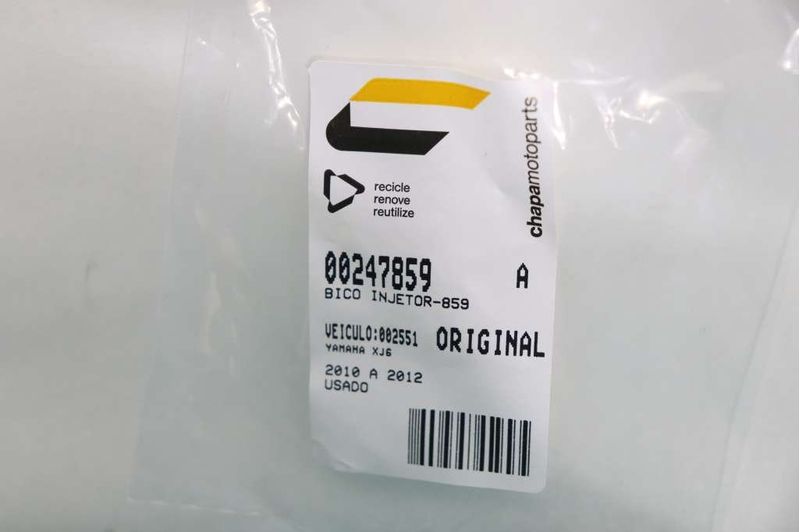 chapamotoparts
recicle
renove
reutilize
00247859 A
BICO INJETOR-859
VEICULO:002551 ORIGINAL
YAMAHA XJ6
2010 A 2012
USADO